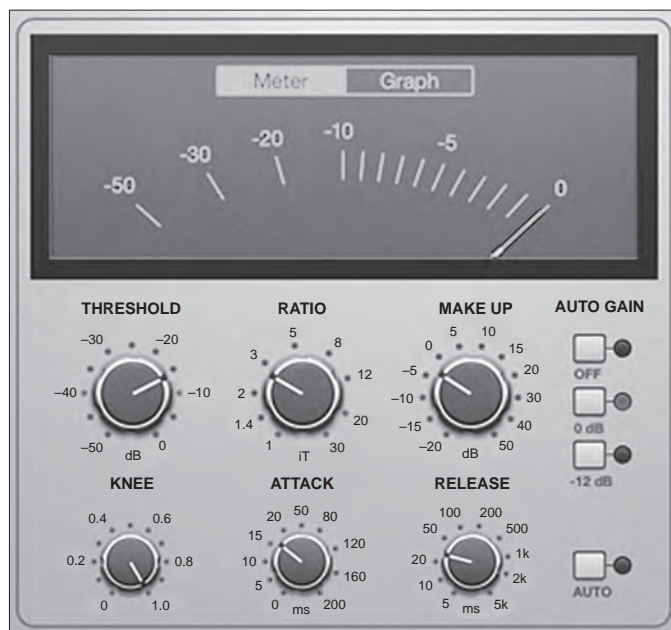 Meter Graph
-50 -30 -20 -10 -5 0
THRESHOLD RATIO MAKE UP AUTO GAIN
–30 –20
–40 –10
–50 0
dB
5
3 8
2 12
1.4 20
1 30
iT
5 10
0 15
–5 20
–10 30
–15 40
–20 50
dB
OFF
0 dB
-12 dB
KNEE ATTACK RELEASE
0.4 0.6
0.2 0.8
0 1.0
50
20 80
15 120
10 160
5
0 200
ms
100 200
50 500
20 1k
10 2k
5 5k
ms
AUTO